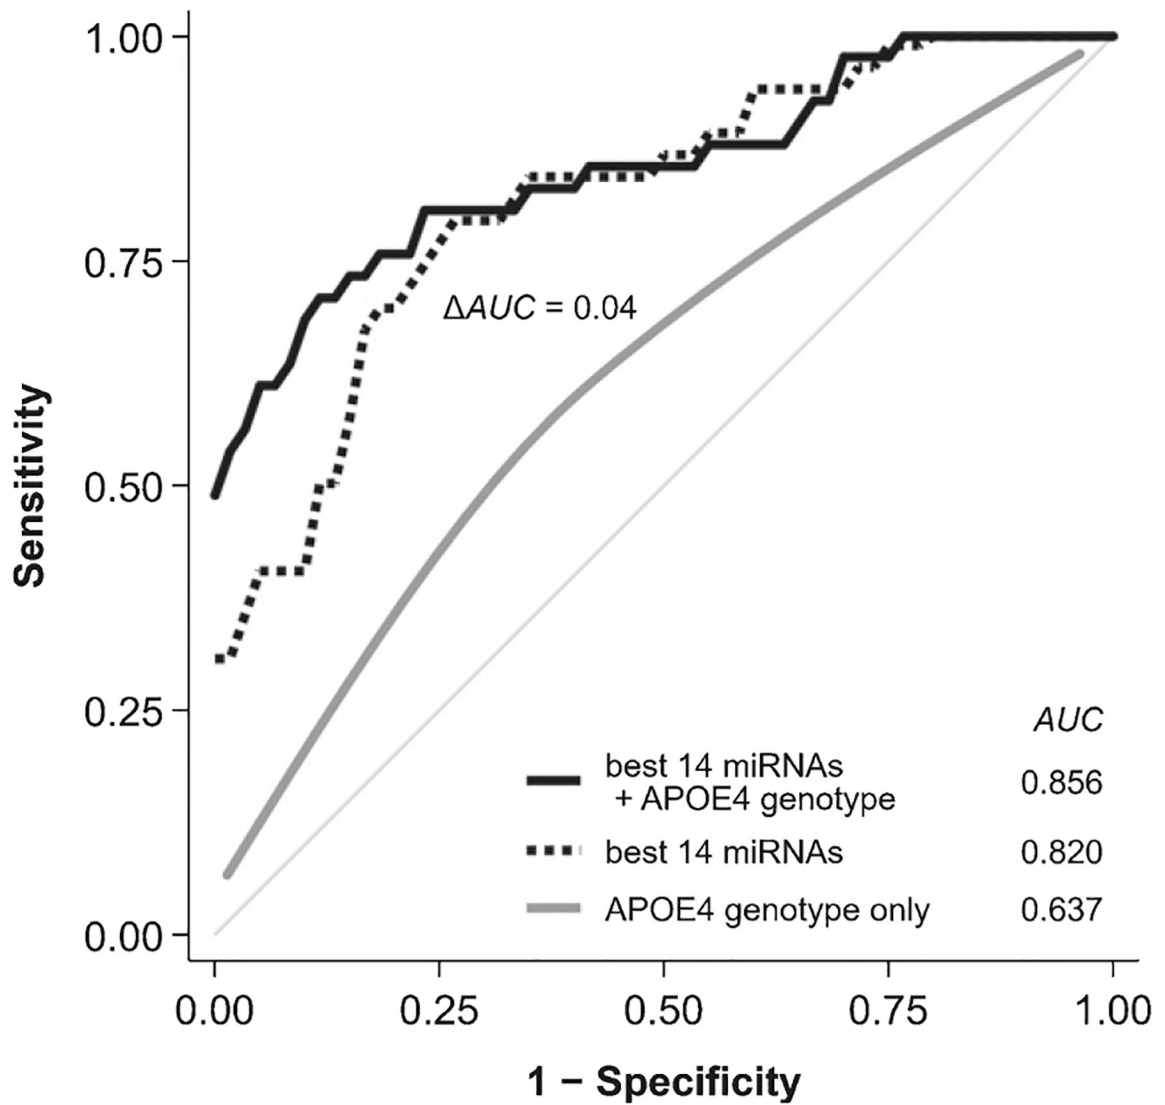 1.00
0.75
0.50
0.25
0.00
Sensitivity
ΔAUC = 0.04
AUC
best 14 miRNAs
+ APOE4 genotype 0.856
best 14 miRNAs 0.820
APOE4 genotype only 0.637
0.00 0.25 0.50 0.75 1.00
1 − Specificity